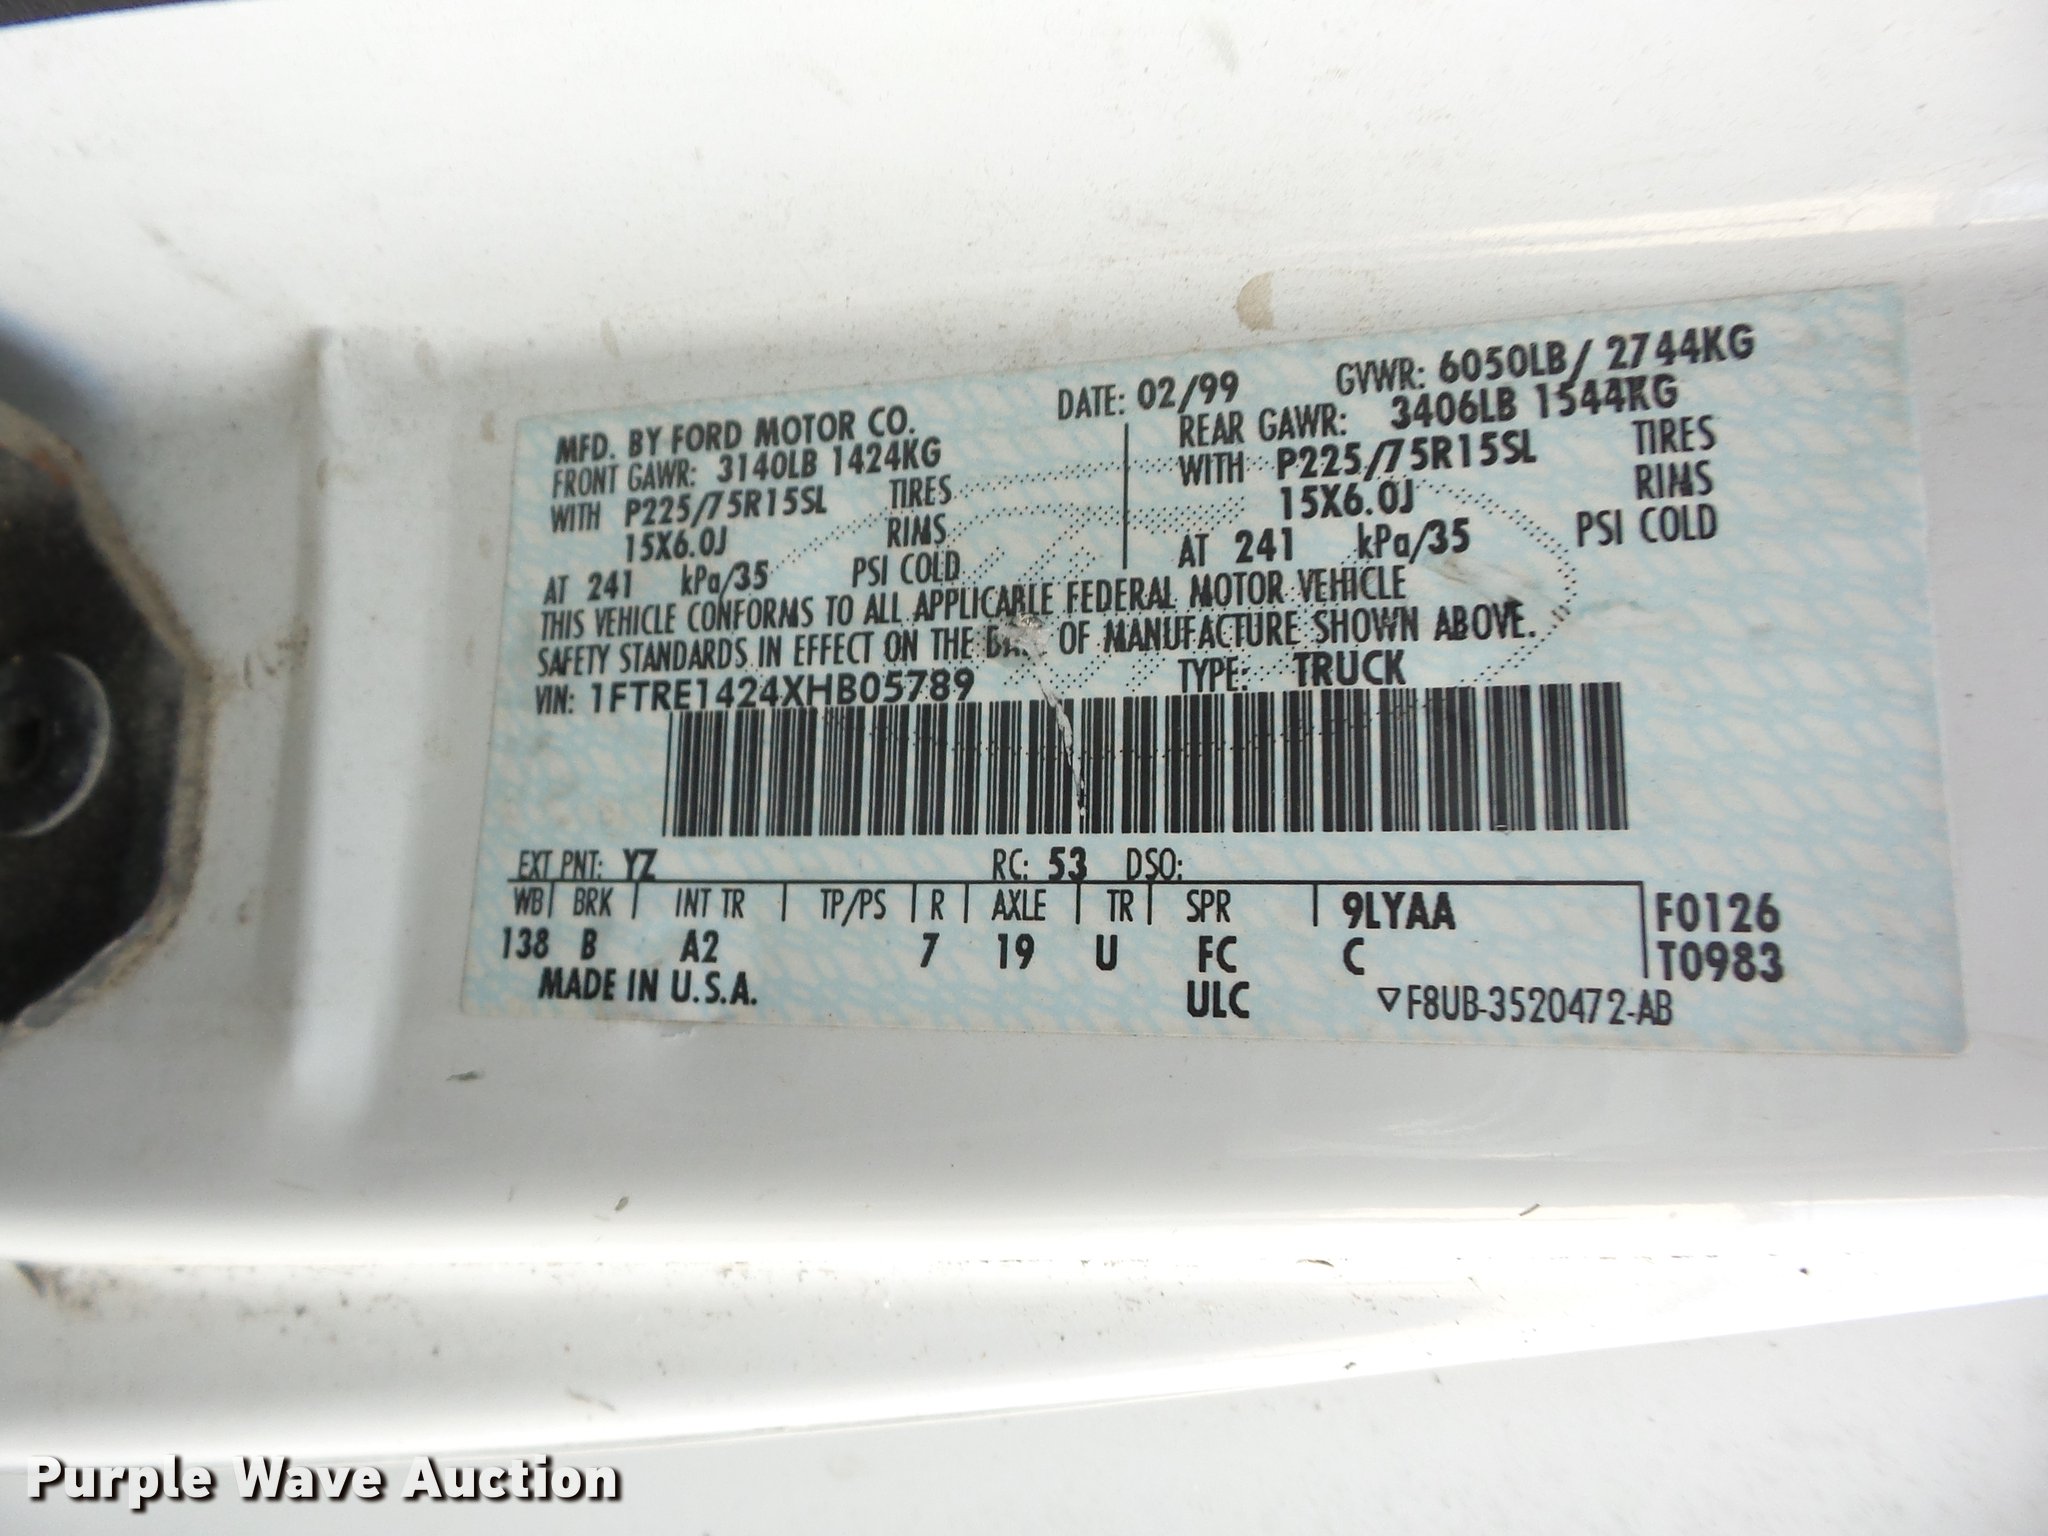 MFD. BY FORD MOTOR CO. DATE: 02/99 GVWR: 6050LB/ 2744KG
FRONT GAWR: 3140LB 1424KG REAR GAWR: 3406LB 1544KG
WITH P225/75R15SL TIRES WITH P225/75R15SL TIRES
15X6.0J RIMS 15X6.0J RIMS
AT 241 kPa/35 PSI COLD AT 241 kPa/35 PSI COLD
THIS VEHICLE CONFORMS TO ALL APPLICABLE FEDERAL MOTOR VEHICLE
SAFETY STANDARDS IN EFFECT ON THE OF MANUFACTURE SHOWN ABOVE.
VIN: 1FTRE1424XHB05789 TYPE: TRUCK
EXT PNT: YZ RC: 53 DSO:
WB BRK INT TR TP/PS R AXLE TR SPR 9LYAA F0126
138 B A2 7 19 U FC C T0983
MADE IN U.S.A. ULC ▽F8UB-3520472-AB
Purple Wave Auction